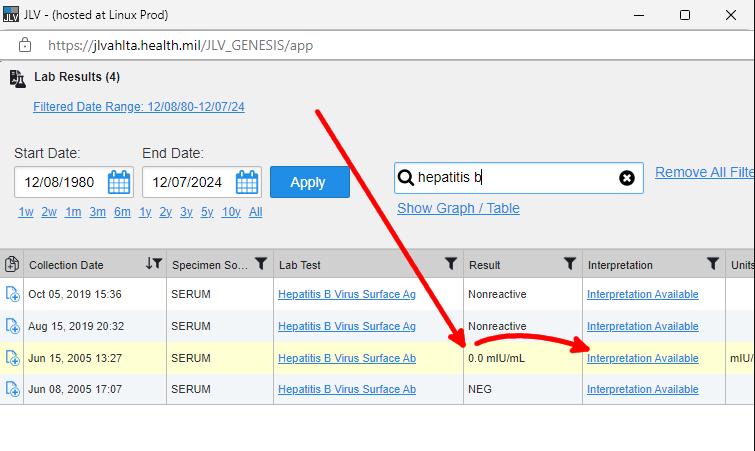 JLV - (hosted at Linux Prod)
https://jlvahlta.health.mil/JLV_GENESIS/app
Lab Results (4)
Filtered Date Range: 12/08/80-12/07/24
Start Date: End Date:
12/08/1980 12/07/2024 Apply hepatitis b Remove All Filte
1w 2w 1m 3m 6m 1y 2y 3y 5y 10y All Show Graph / Table
Collection Date Specimen So... Lab Test Result Interpretation Units
Oct 05, 2019 15:36 SERUM Hepatitis B Virus Surface Ag Nonreactive Interpretation Available
Aug 15, 2019 20:32 SERUM Hepatitis B Virus Surface Ag Nonreactive Interpretation Available
Jun 15, 2005 13:27 SERUM Hepatitis B Virus Surface Ab 0.0 mIU/mL Interpretation Available mIU/
Jun 08, 2005 17:07 SERUM Hepatitis B Virus Surface Ab NEG Interpretation Available